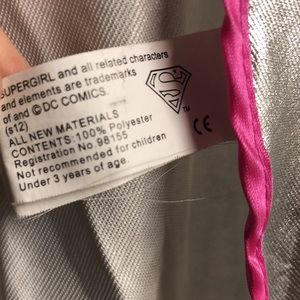 SUPERGIRL and all related characters
and elements are trademarks
of and © DC COMICS.
(s12)
ALL NEW MATERIALS
CONTENTS: 100% Polyester
Registration No. 98155
Not recommended for children
Under 3 years of age.
S
TM
CE